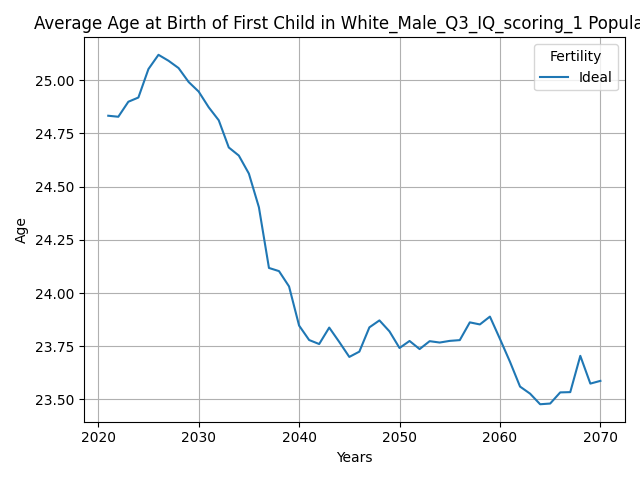 Average Age at Birth of First Child in White_Male_Q3_IQ_scoring_1 Popula
Fertility
Ideal
25.00
24.75
24.50
24.25
24.00
23.75
23.50
Age
2020 2030 2040 2050 2060 2070
Years